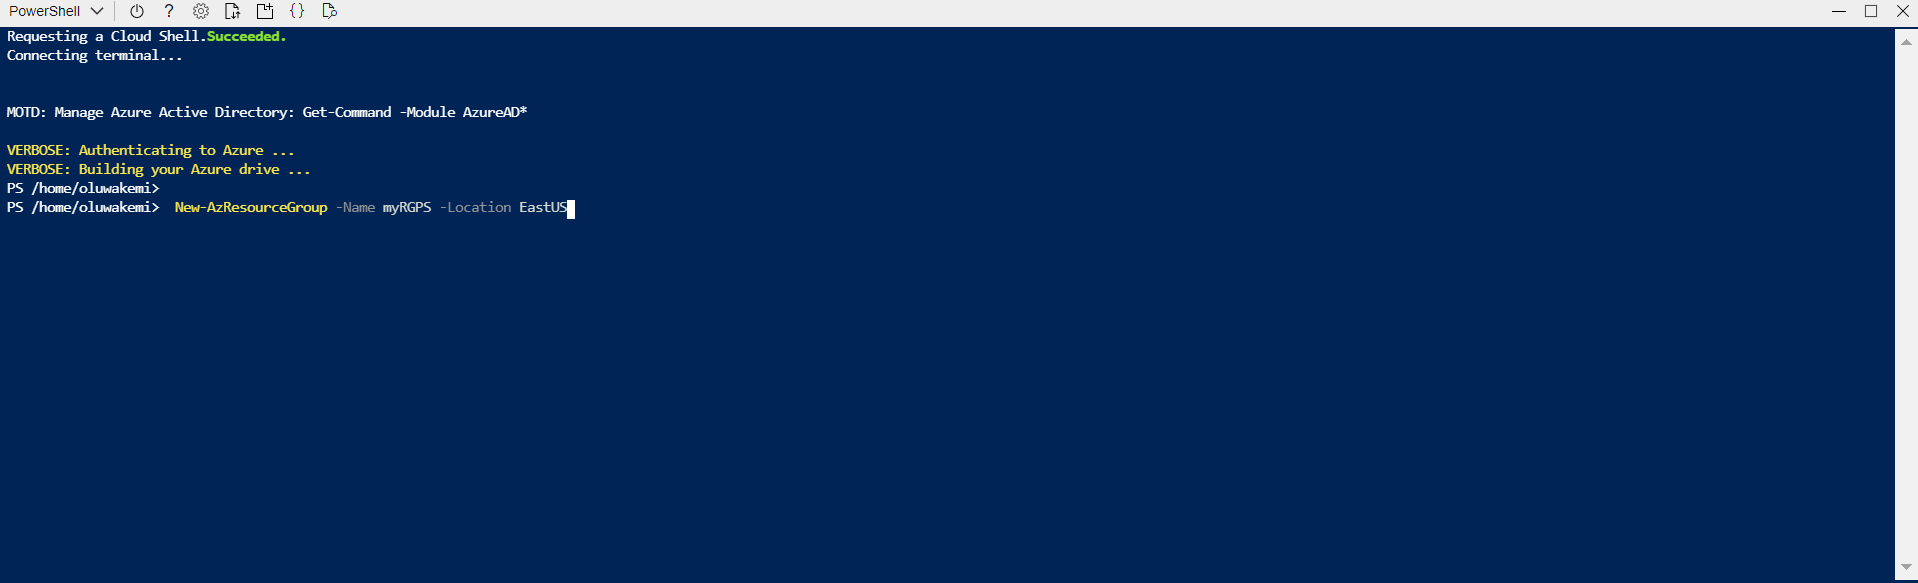 PowerShell
Requesting a Cloud Shell.Succeeded.
Connecting terminal...
MOTD: Manage Azure Active Directory: Get-Command -Module AzureAD*
VERBOSE: Authenticating to Azure ...
VERBOSE: Building your Azure drive ...
PS /home/oluwakemi>
PS /home/oluwakemi>  New-AzResourceGroup -Name myRGPS -Location EastUS